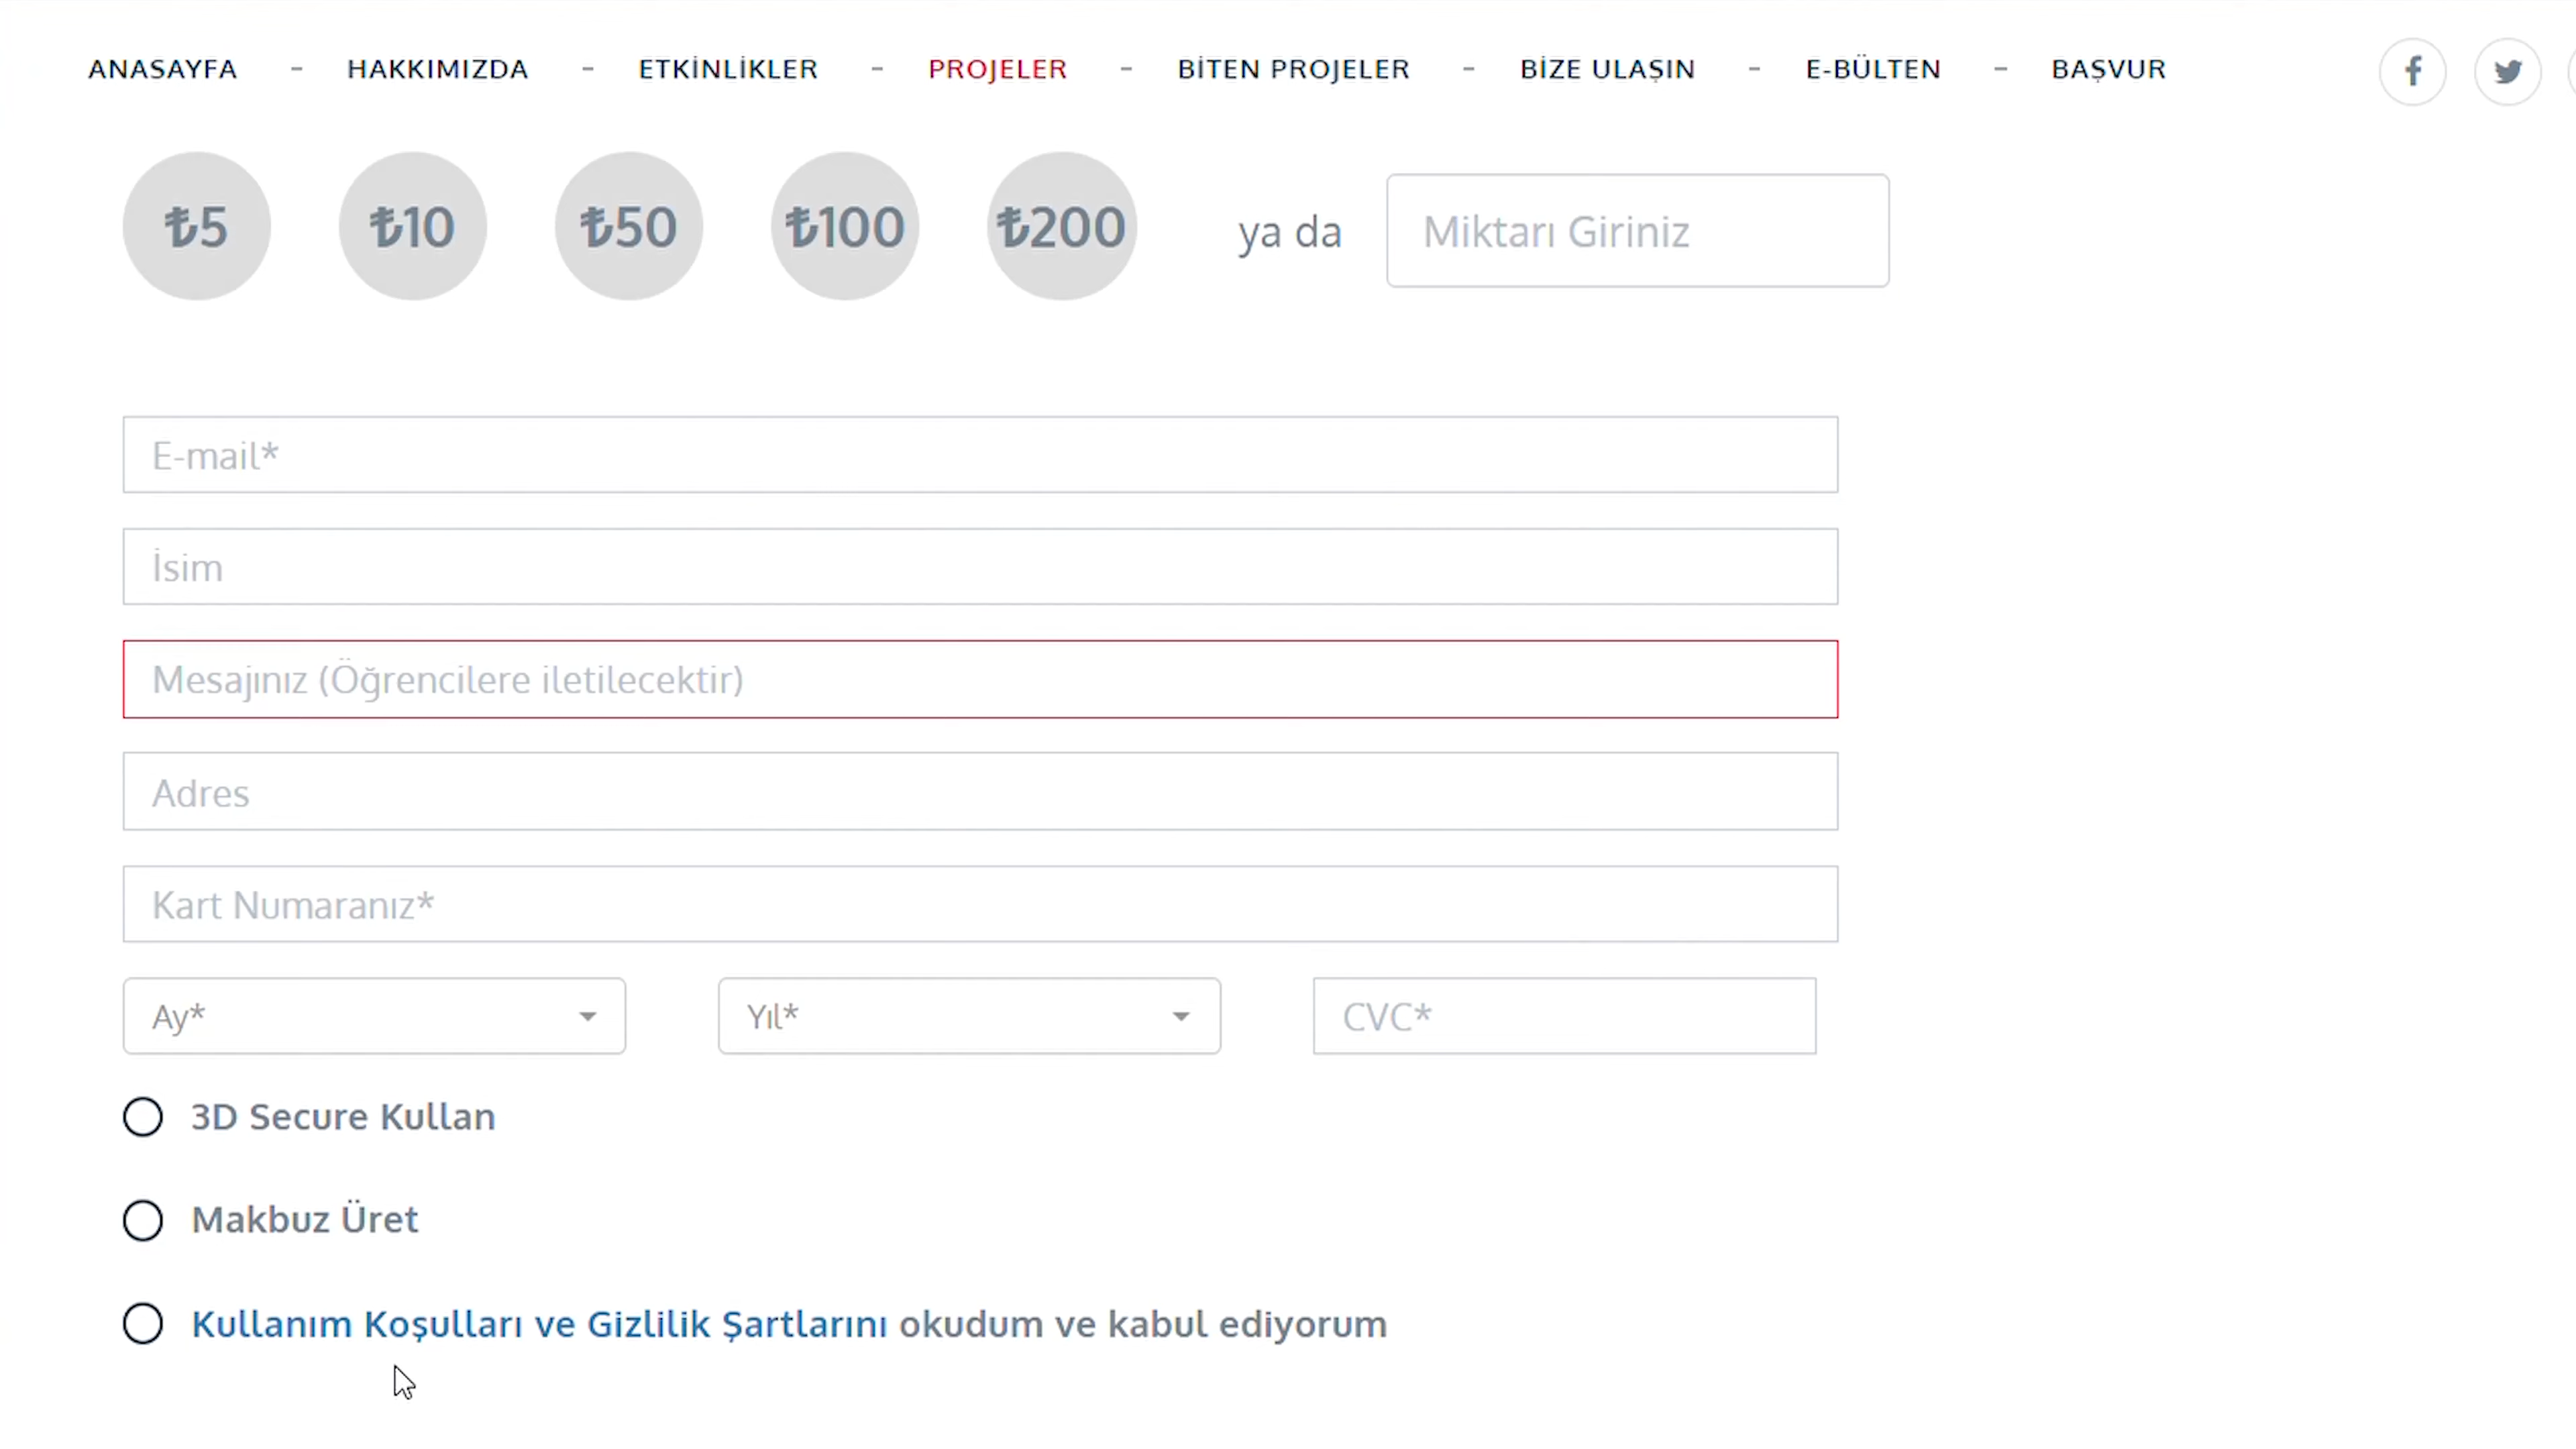 ANASAYFA - HAKKIMIZDA - ETKİNLİKLER - PROJELER - BİTEN PROJELER - BİZE ULAŞIN - E-BÜLTEN - BAŞVUR
₺5 ₺10 ₺50 ₺100 ₺200 ya da Miktarı Giriniz
E-mail*
İsim
Mesajınız (Öğrencilere iletilecektir)
Adres
Kart Numaranız*
Ay* Yıl* CVC*
3D Secure Kullan
Makbuz Üret
Kullanım Koşulları ve Gizlilik Şartlarını okudum ve kabul ediyorum